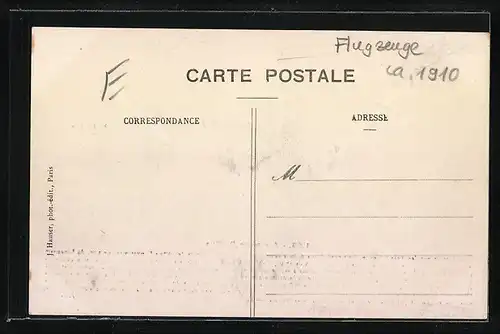 Flugzeuge
ca. 1910
F
CARTE POSTALE
CORRESPONDANCE
ADRESSE
M
J. Hauser, phot.-édit., Paris